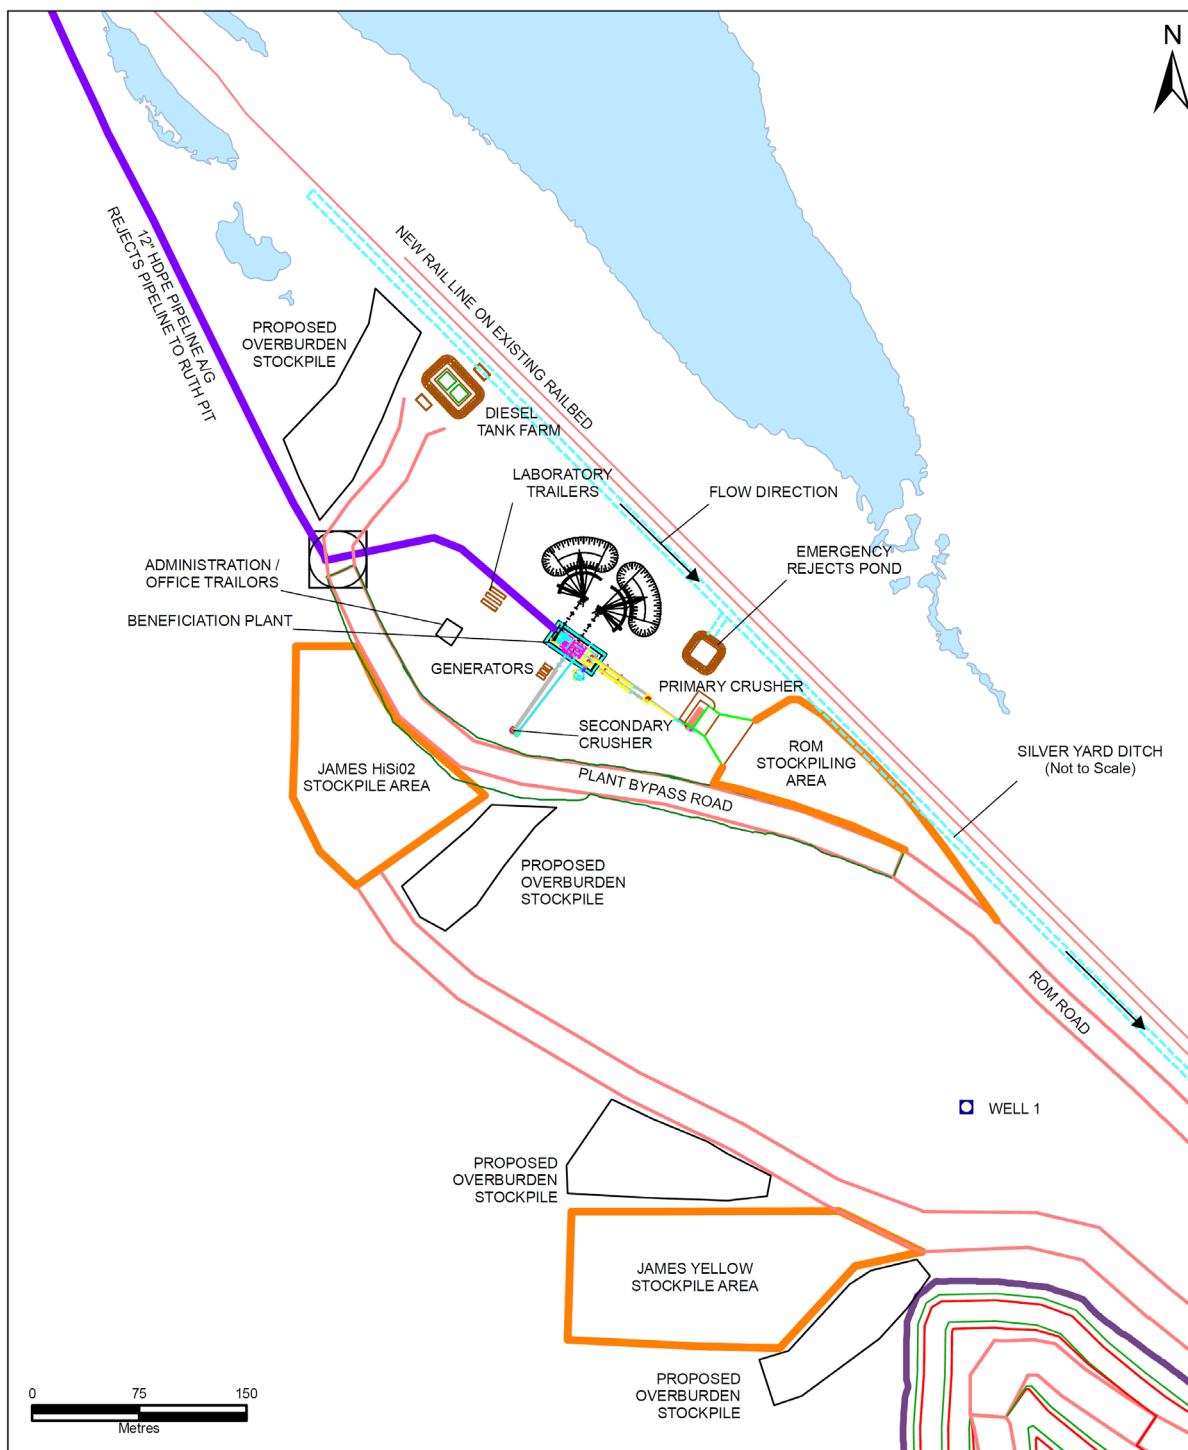 N
12" HDPE PIPELINE A/G
REJECTS PIPELINE TO RUTH PIT
NEW RAIL LINE ON EXISTING RAILBED
PROPOSED
OVERBURDEN
STOCKPILE
DIESEL
TANK FARM
LABORATORY
TRAILERS
FLOW DIRECTION
EMERGENCY
REJECTS POND
ADMINISTRATION /
OFFICE TRAILORS
BENEFICIATION PLANT
GENERATORS
PRIMARY CRUSHER
SECONDARY
CRUSHER
ROM
STOCKPILING
AREA
SILVER YARD DITCH
(Not to Scale)
JAMES HiSi02
STOCKPILE AREA
PLANT BYPASS ROAD
PROPOSED
OVERBURDEN
STOCKPILE
ROM ROAD
WELL 1
PROPOSED
OVERBURDEN
STOCKPILE
JAMES YELLOW
STOCKPILE AREA
PROPOSED
OVERBURDEN
STOCKPILE
0 75 150
Metres